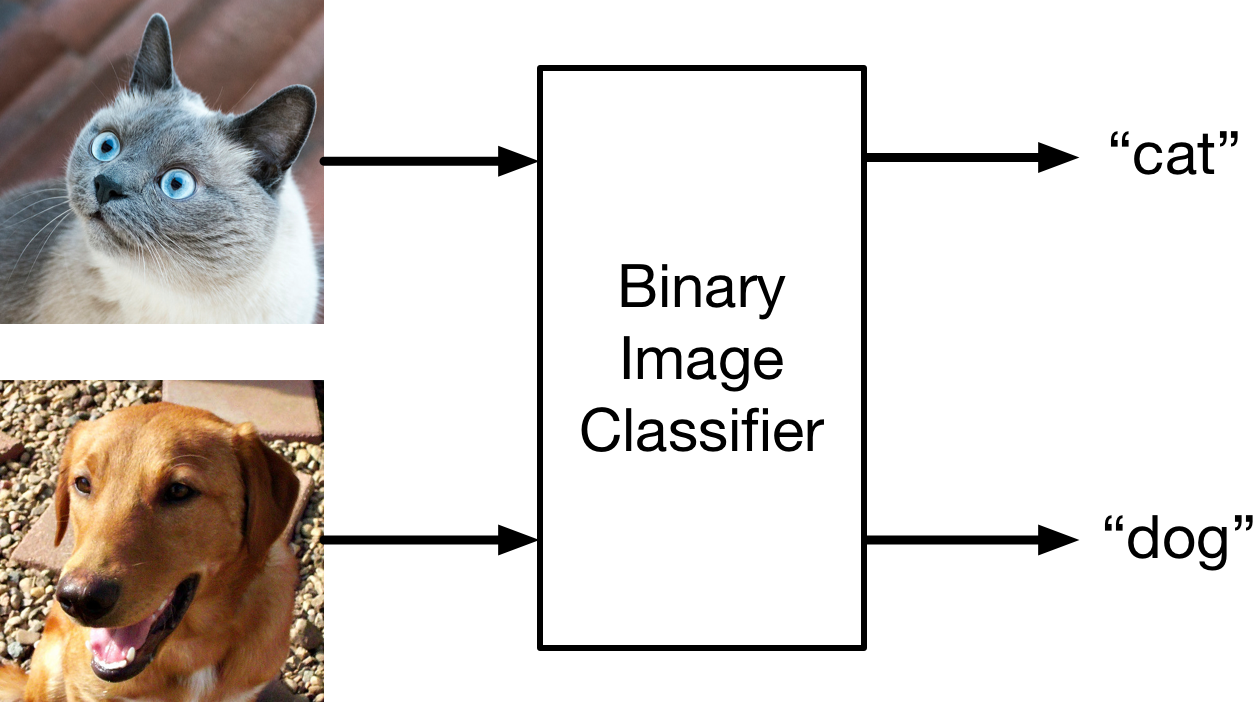 “cat”
Binary
Image
Classifier
“dog”